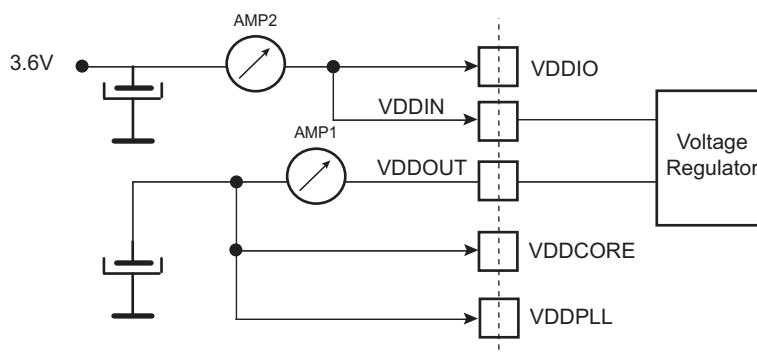 AMP2
3.6V
VDDIO
VDDIN
Voltage
Regulator
AMP1
VDDOUT
VDDCORE
VDDPLL